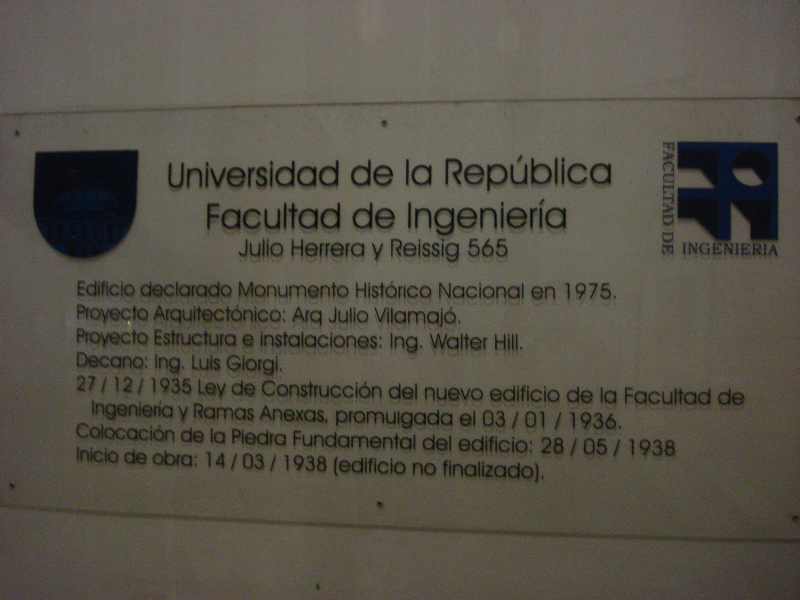 Universidad de la República
Facultad de Ingeniería
Julio Herrera y Reissig 565
FACULTAD DE
INGENIERIA
Edificio declarado Monumento Histórico Nacional en 1975.
Proyecto Arquitectónico: Arq Julio Vilamajó.
Proyecto Estructura e instalaciones: Ing. Walter Hill.
Decano: Ing. Luis Giorgi.
27 / 12 / 1935 Ley de Construcción del nuevo edificio de la Facultad de
Ingeniería y Ramas Anexas, promulgada el 03 / 01 / 1936.
Colocación de la Piedra Fundamental del edificio: 28 / 05 / 1938
Inicio de obra: 14 / 03 / 1938 (edificio no finalizado).